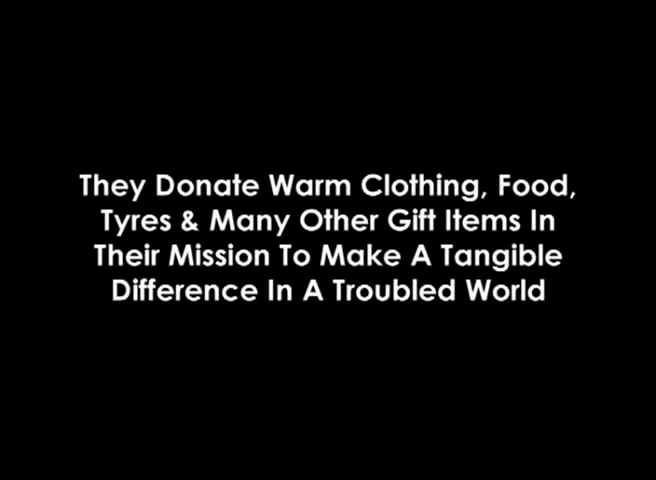 They Donate Warm Clothing, Food,
Tyres & Many Other Gift Items In
Their Mission To Make A Tangible
Difference In A Troubled World